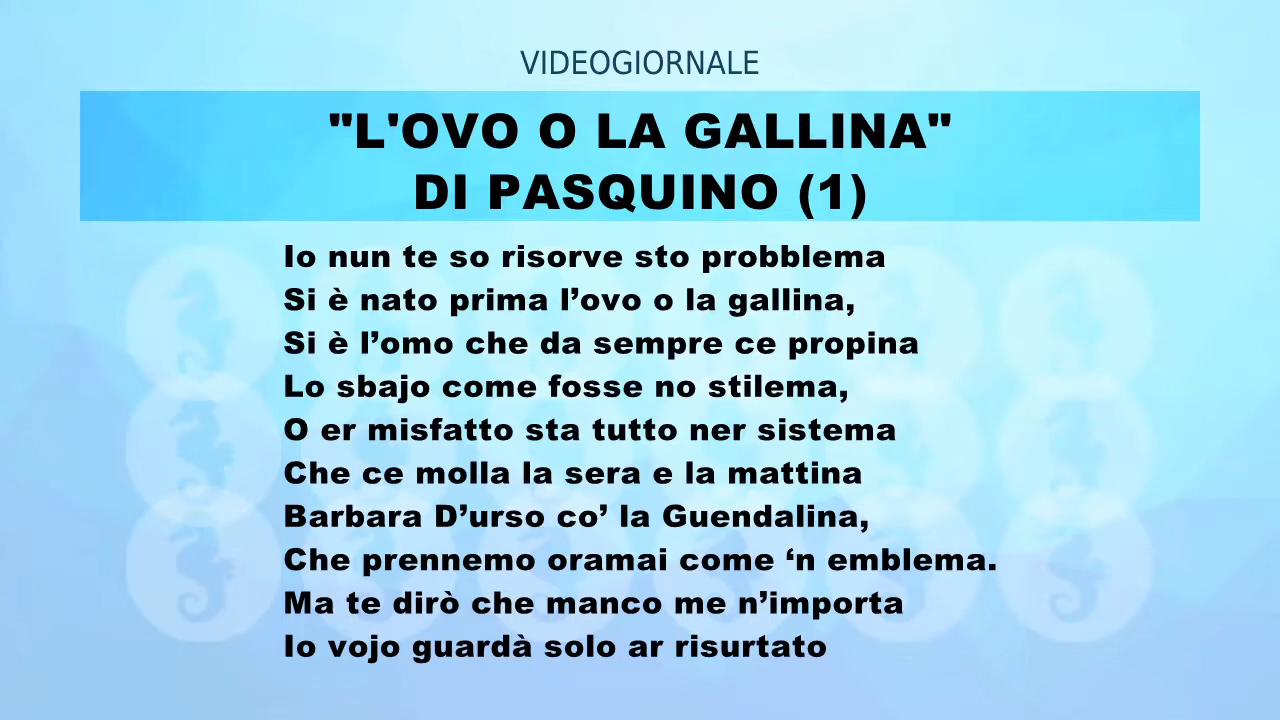 VIDEOGIORNALE
"L'OVO O LA GALLINA"
DI PASQUINO (1)
Io nun te so risorve sto probblema
Si è nato prima l’ovo o la gallina,
Si è l’omo che da sempre ce propina
Lo sbajo come fosse no stilema,
O er misfatto sta tutto ner sistema
Che ce molla la sera e la mattina
Barbara D’urso co’ la Guendalina,
Che prennemo oramai come ‘n emblema.
Ma te dirò che manco me n’importa
Io vojo guardà solo ar risurtato